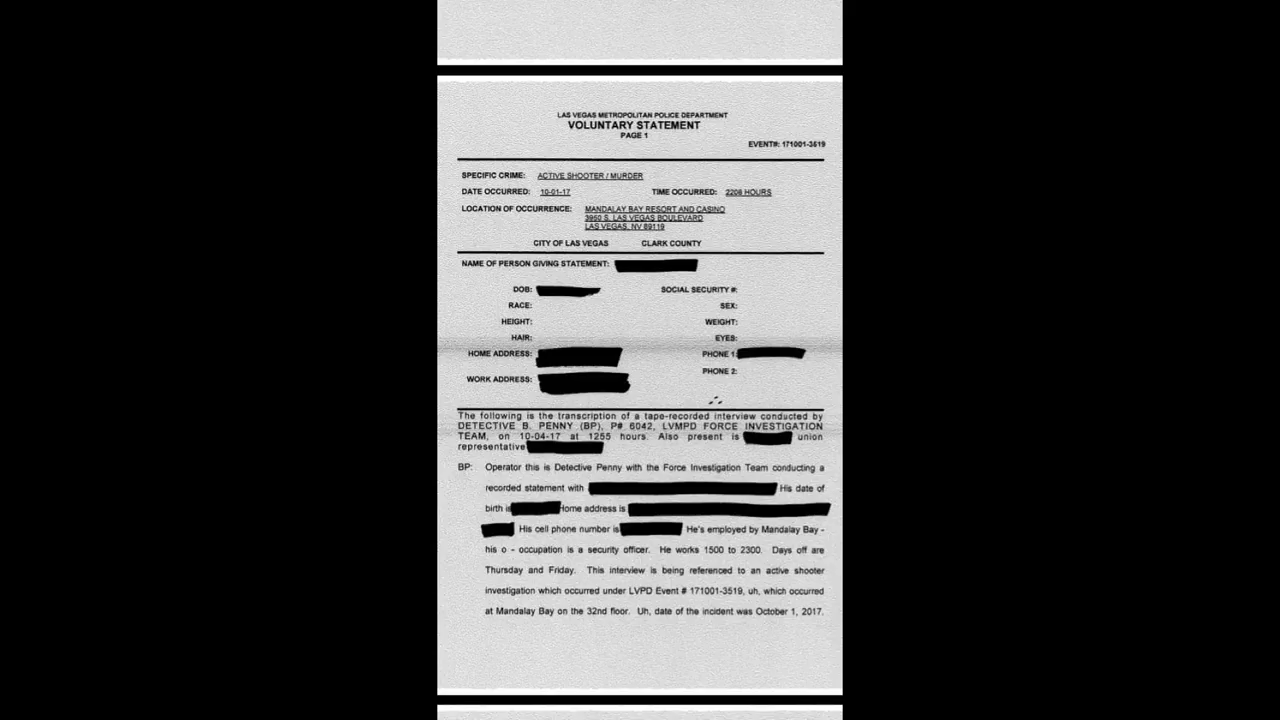 LAS VEGAS METROPOLITAN POLICE DEPARTMENT
VOLUNTARY STATEMENT
PAGE 1
EVENT#: 171001-3519
SPECIFIC CRIME: ACTIVE SHOOTER / MURDER
DATE OCCURRED: 10-01-17 TIME OCCURRED: 2208 HOURS
LOCATION OF OCCURRENCE: MANDALAY BAY RESORT AND CASINO
3950 S. LAS VEGAS BOULEVARD
LAS VEGAS, NV 89119
CITY OF LAS VEGAS CLARK COUNTY
NAME OF PERSON GIVING STATEMENT:
DOB: SOCIAL SECURITY #:
RACE: SEX:
HEIGHT: WEIGHT:
HAIR: EYES:
HOME ADDRESS: PHONE 1:
WORK ADDRESS: PHONE 2:
The following is the transcription of a tape-recorded interview conducted by
DETECTIVE B. PENNY (BP), P# 6042, LVMPD FORCE INVESTIGATION
TEAM, on 10-04-17 at 1255 hours. Also present is union
representative
BP: Operator this is Detective Penny with the Force Investigation Team conducting a
recorded statement with His date of
birth is Home address is
His cell phone number is He's employed by Mandalay Bay -
his o - occupation is a security officer. He works 1500 to 2300. Days off are
Thursday and Friday. This interview is being referenced to an active shooter
investigation which occurred under LVPD Event # 171001-3519, uh, which occurred
at Mandalay Bay on the 32nd floor. Uh, date of the incident was October 1, 2017.